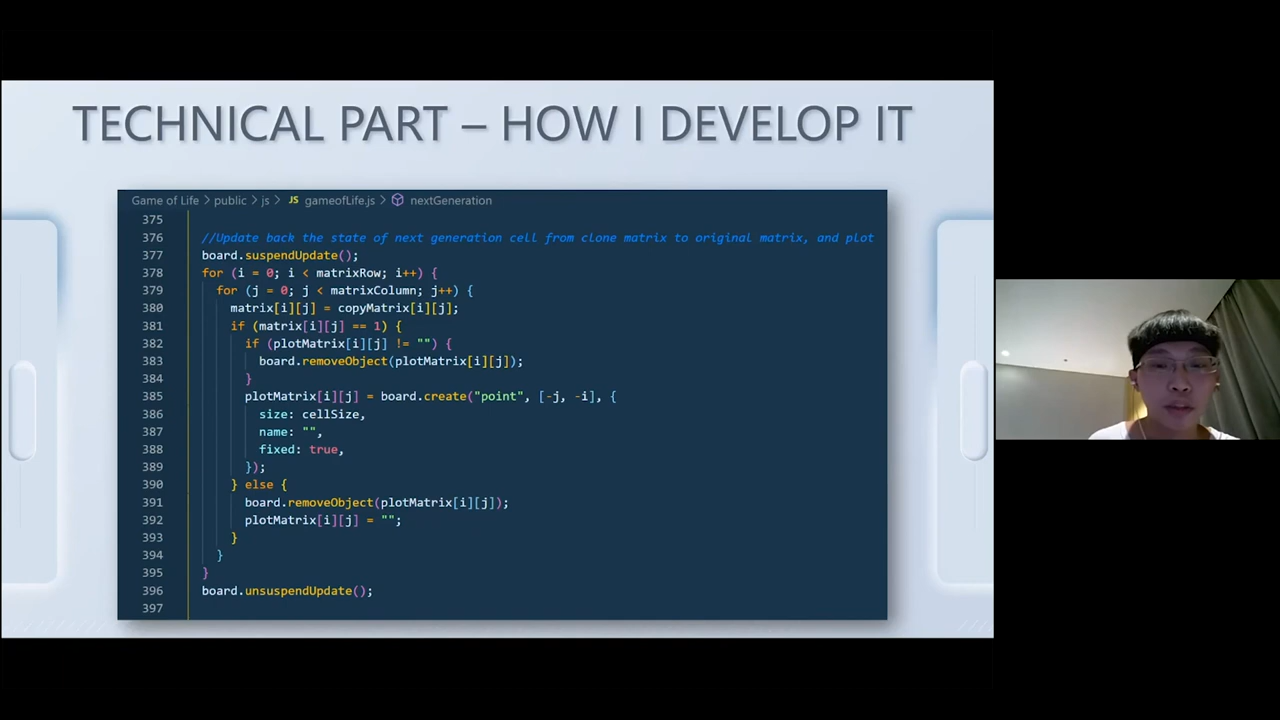 TECHNICAL PART – HOW I DEVELOP IT
Game of Life > public > js > JS gameofLife.js > nextGeneration
375
376 //Update back the state of next generation cell from clone matrix to original matrix, and plot
377 board.suspendUpdate();
378 for (i = 0; i < matrixRow; i++) {
379 for (j = 0; j < matrixColumn; j++) {
380 matrix[i][j] = copyMatrix[i][j];
381 if (matrix[i][j] == 1) {
382 if (plotMatrix[i][j] != "") {
383 board.removeObject(plotMatrix[i][j]);
384 }
385 plotMatrix[i][j] = board.create("point", [-j, -i], {
386 size: cellSize,
387 name: "",
388 fixed: true,
389 });
390 } else {
391 board.removeObject(plotMatrix[i][j]);
392 plotMatrix[i][j] = "";
393 }
394 }
395 }
396 board.unsuspendUpdate();
397